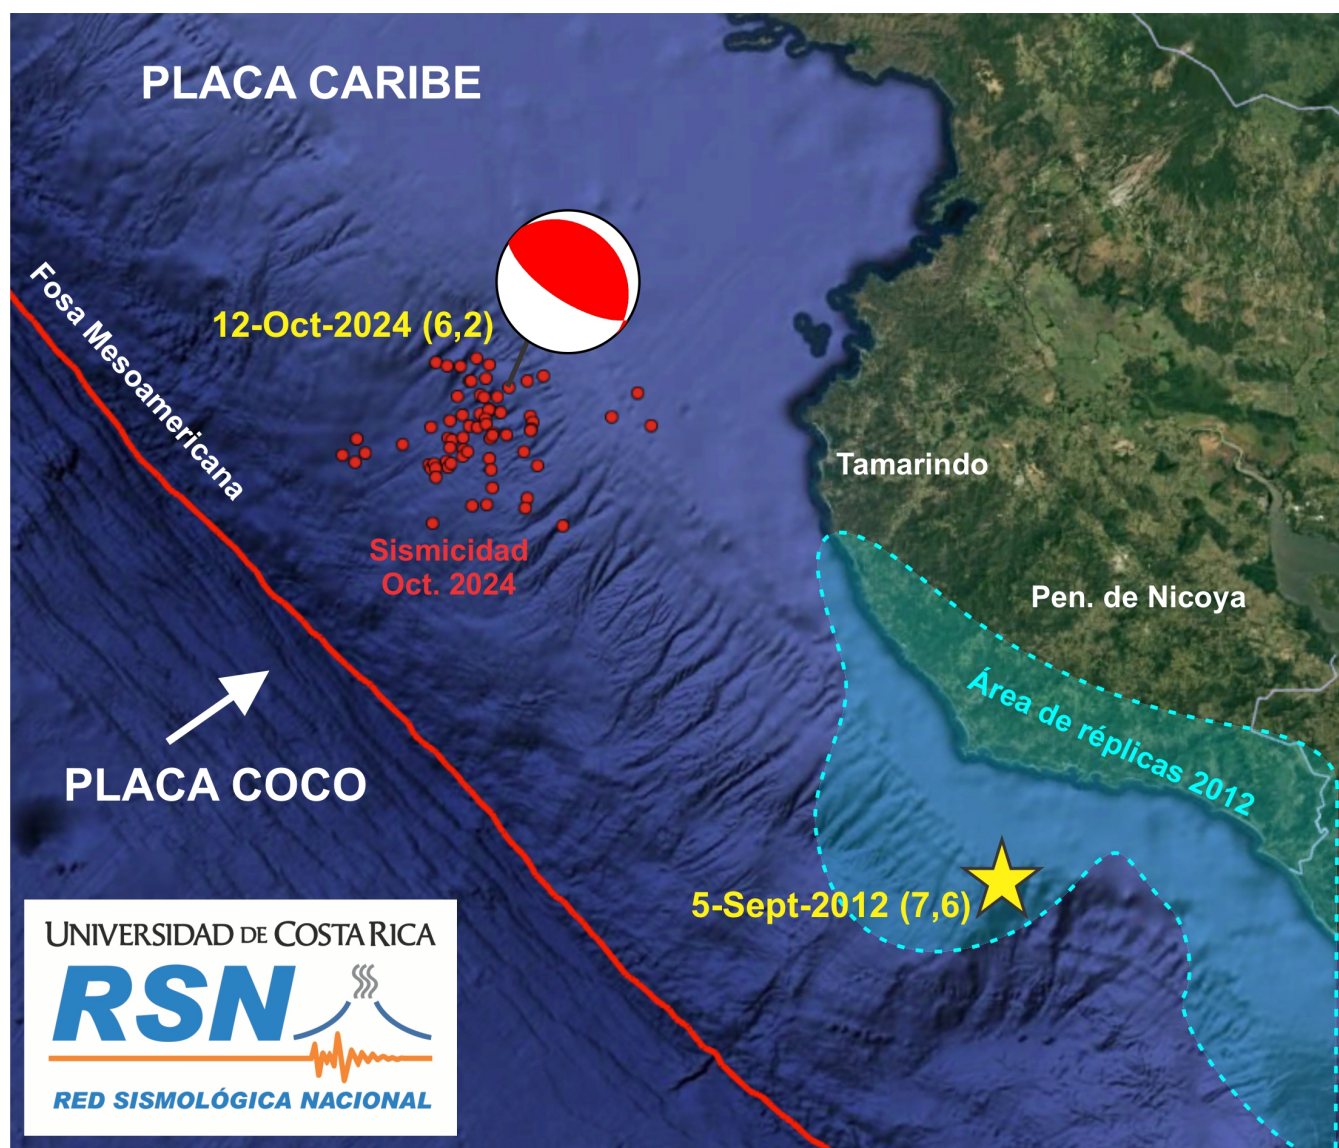 PLACA CARIBE
Fosa Mesoamericana
12-Oct-2024 (6,2)
Tamarindo
Sismicidad
Oct. 2024
Pen. de Nicoya
Área de réplicas 2012
PLACA COCO
5-Sept-2012 (7,6)
UNIVERSIDAD DE COSTA RICA
RSN
RED SISMOLÓGICA NACIONAL